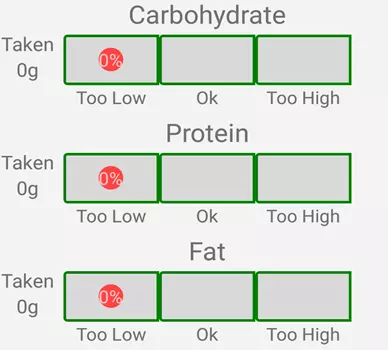 Carbohydrate
Taken
0g
0%
Too Low Ok Too High
Protein
Taken
0g
0%
Too Low Ok Too High
Fat
Taken
0g
0%
Too Low Ok Too High